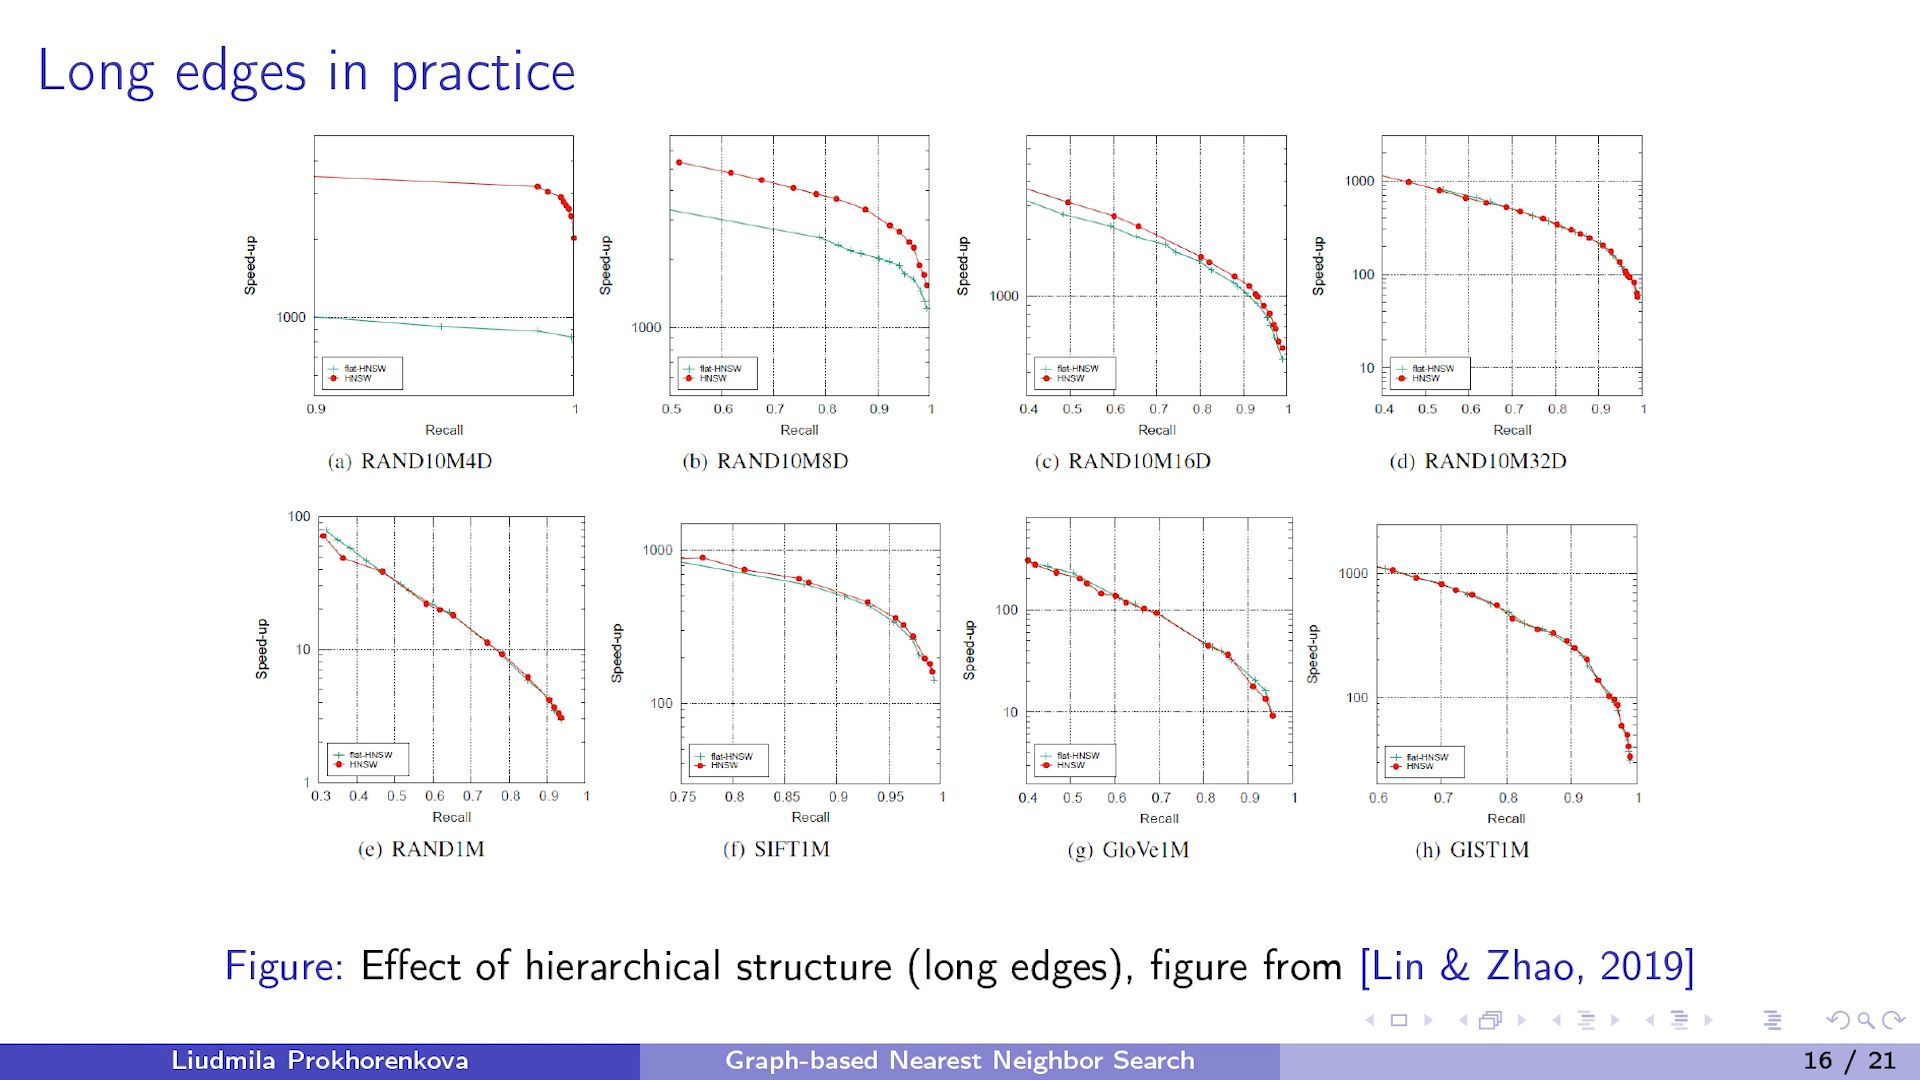 Long edges in practice
Speed-up
1000
flat-HNSW
HNSW
0.9 1
Recall
(a) RAND10M4D
Speed-up
1000
flat-HNSW
HNSW
0.5 0.6 0.7 0.8 0.9 1
Recall
(b) RAND10M8D
Speed-up
1000
flat-HNSW
HNSW
0.4 0.5 0.6 0.7 0.8 0.9 1
Recall
(c) RAND10M16D
Speed-up
1000
100
10
flat-HNSW
HNSW
0.4 0.5 0.6 0.7 0.8 0.9 1
Recall
(d) RAND10M32D
Speed-up
100
10
1
flat-HNSW
HNSW
0.3 0.4 0.5 0.6 0.7 0.8 0.9 1
Recall
(e) RAND1M
Speed-up
1000
100
flat-HNSW
HNSW
0.75 0.8 0.85 0.9 0.95 1
Recall
(f) SIFT1M
Speed-up
100
10
flat-HNSW
HNSW
0.4 0.5 0.6 0.7 0.8 0.9 1
Recall
(g) GloVe1M
Speed-up
1000
100
flat-HNSW
HNSW
0.6 0.7 0.8 0.9 1
Recall
(h) GIST1M
Figure: Effect of hierarchical structure (long edges), figure from [Lin & Zhao, 2019]
Liudmila Prokhorenkova
Graph-based Nearest Neighbor Search
16 / 21